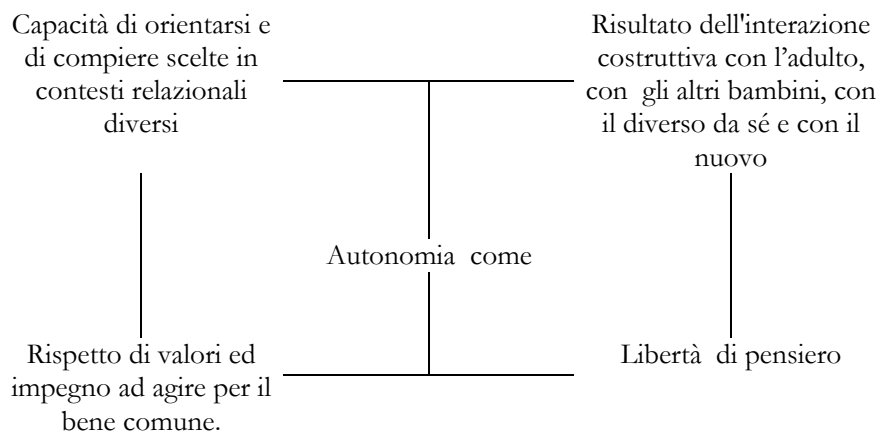 Capacità di orientarsi e
di compiere scelte in
contesti relazionali
diversi
Risultato dell'interazione
costruttiva con l’adulto,
con gli altri bambini, con
il diverso da sé e con il
nuovo
Autonomia come
Rispetto di valori ed
impegno ad agire per il
bene comune.
Libertà di pensiero